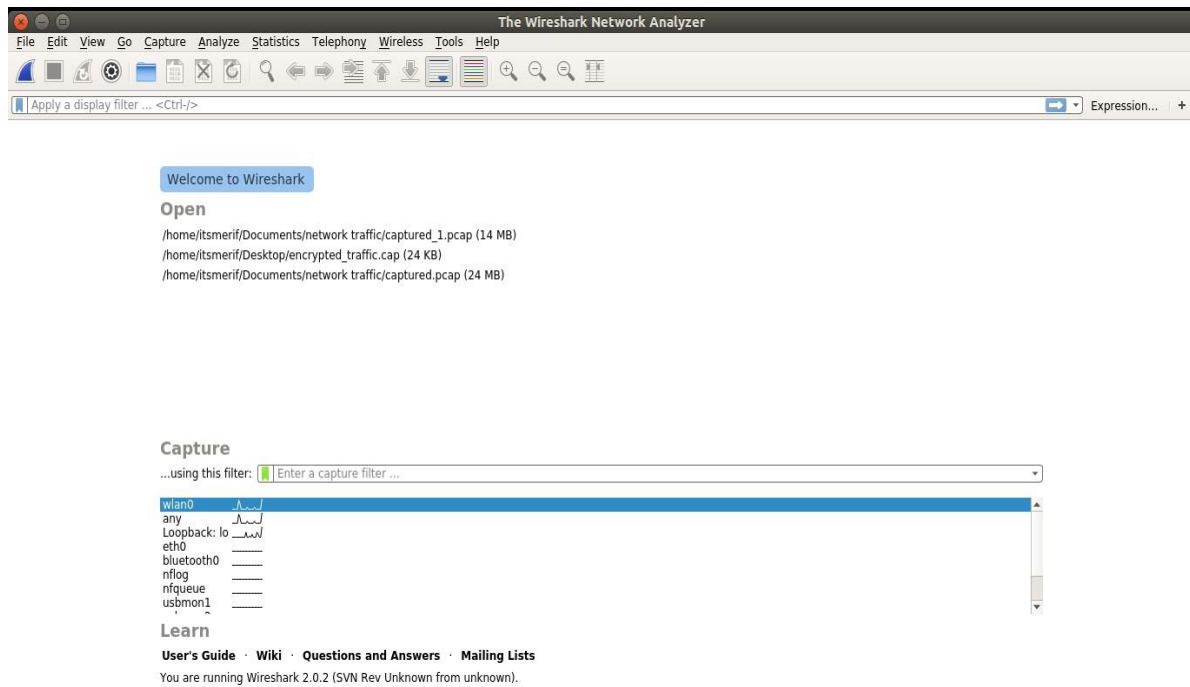 The Wireshark Network Analyzer
File Edit View Go Capture Analyze Statistics Telephony Wireless Tools Help
Apply a display filter ... <Ctrl-/>
Expression... +
Welcome to Wireshark
Open
/home/itsmerif/Documents/network traffic/captured_1.pcap (14 MB)
/home/itsmerif/Desktop/encrypted_traffic.cap (24 KB)
/home/itsmerif/Documents/network traffic/captured.pcap (24 MB)
Capture
...using this filter: Enter a capture filter ...
wlan0
any
Loopback: lo
eth0
bluetooth0
nflog
nfqueue
usbmon1
Learn
User's Guide · Wiki · Questions and Answers · Mailing Lists
You are running Wireshark 2.0.2 (SVN Rev Unknown from unknown).